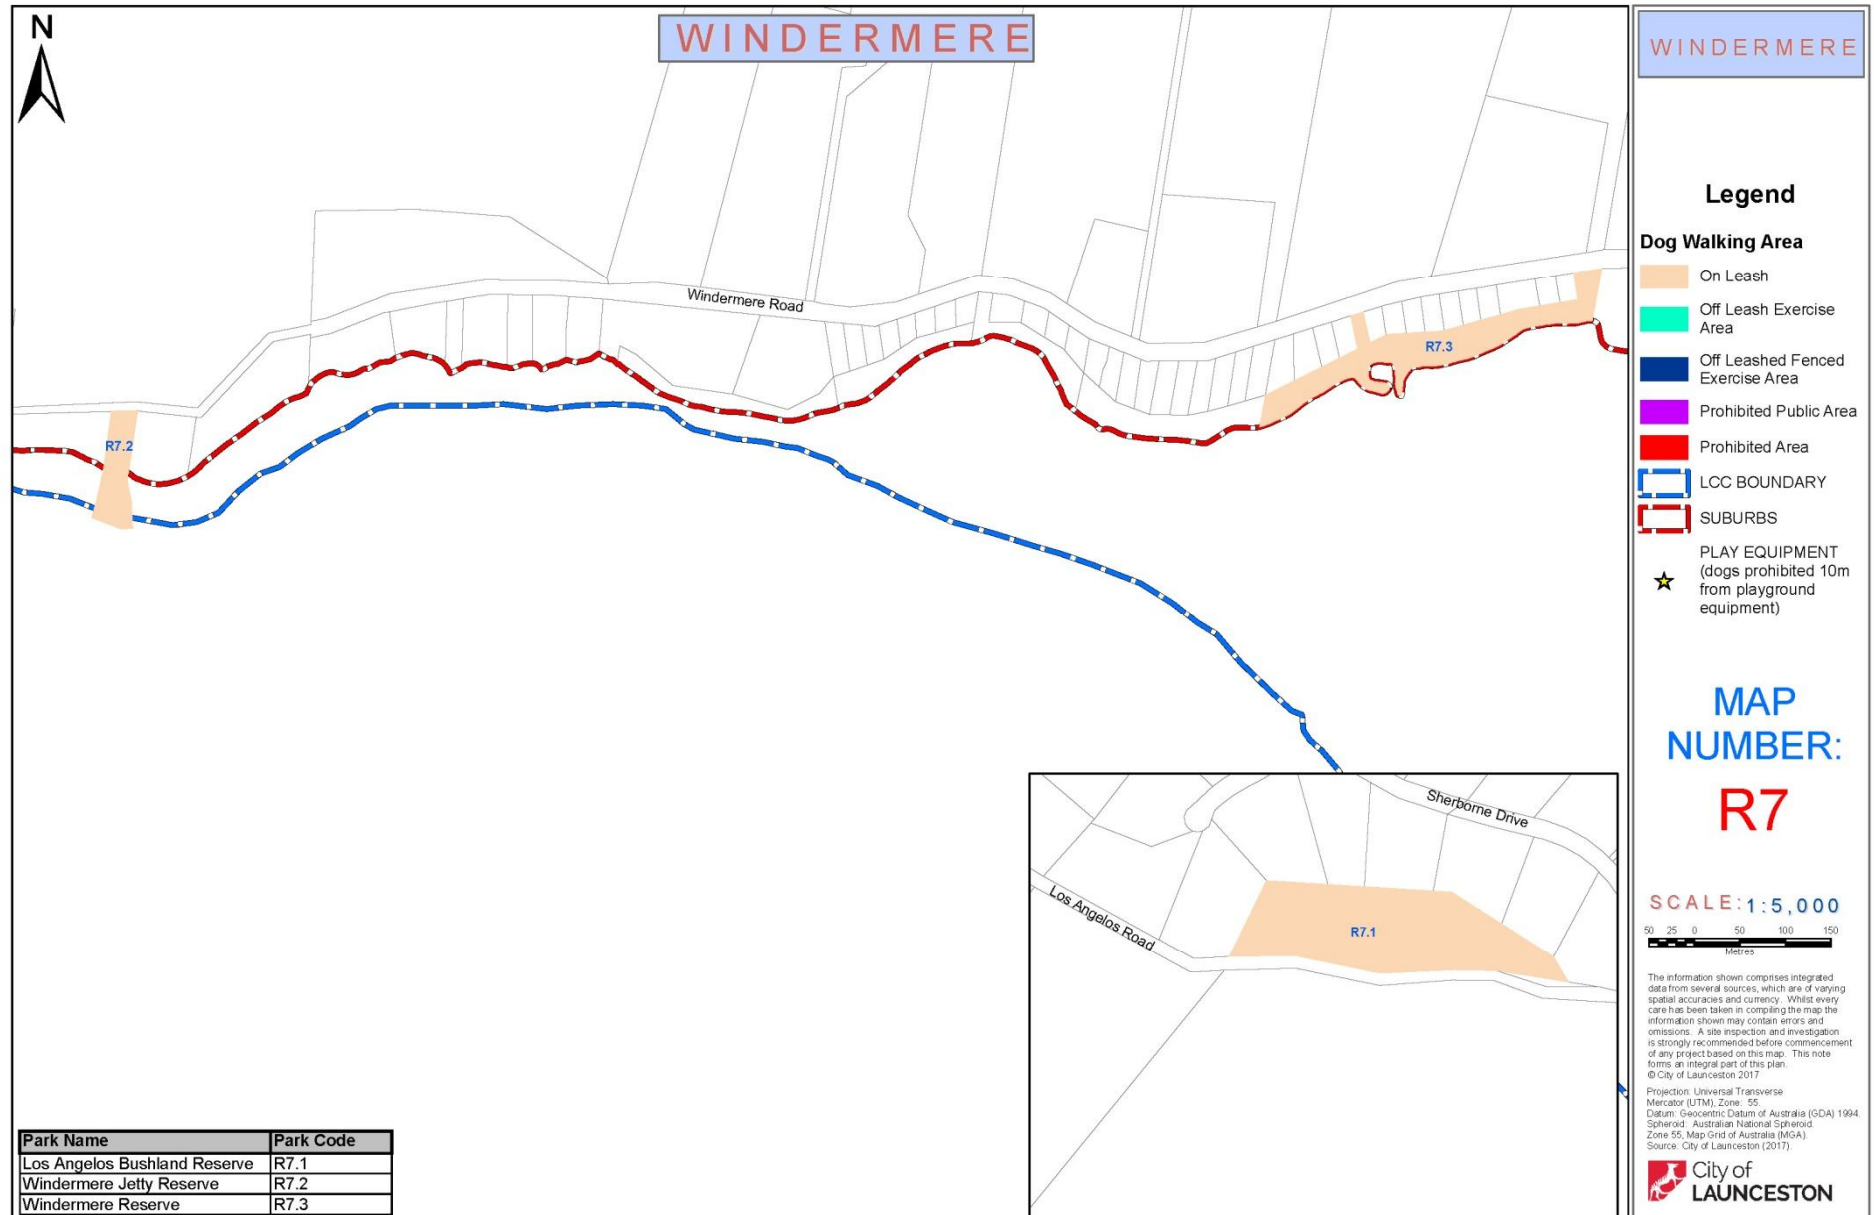 N
WINDERMERE
Windermere Road
R7.2
R7.3
Sherborne Drive
Los Angelos Road
R7.1
Park Name Park Code
Los Angelos Bushland Reserve R7.1
Windermere Jetty Reserve R7.2
Windermere Reserve R7.3
WINDERMERE
Legend
Dog Walking Area
On Leash
Off Leash Exercise
Area
Off Leashed Fenced
Exercise Area
Prohibited Public Area
Prohibited Area
LCC BOUNDARY
SUBURBS
PLAY EQUIPMENT
(dogs prohibited 10m
from playground
equipment)
MAP
NUMBER:
R7
SCALE: 1:5,000
50 25 0 50 100 150
Metres
The information shown comprises integrated
data from several sources, which are of varying
spatial accuracies and currency. Whilst every
care has been taken in compiling the map the
information shown may contain errors and
omissions. A site inspection and investigation
is strongly recommended before commencement
of any project based on this map. This note
forms an integral part of this plan.
© City of Launceston 2017
Projection: Universal Transverse
Mercator (UTM), Zone: 55.
Datum: Geocentric Datum of Australia (GDA) 1994.
Spheroid: Australian National Spheroid.
Zone 55, Map Grid of Australia (MGA).
Source: City of Launceston (2017).
City of
LAUNCESTON